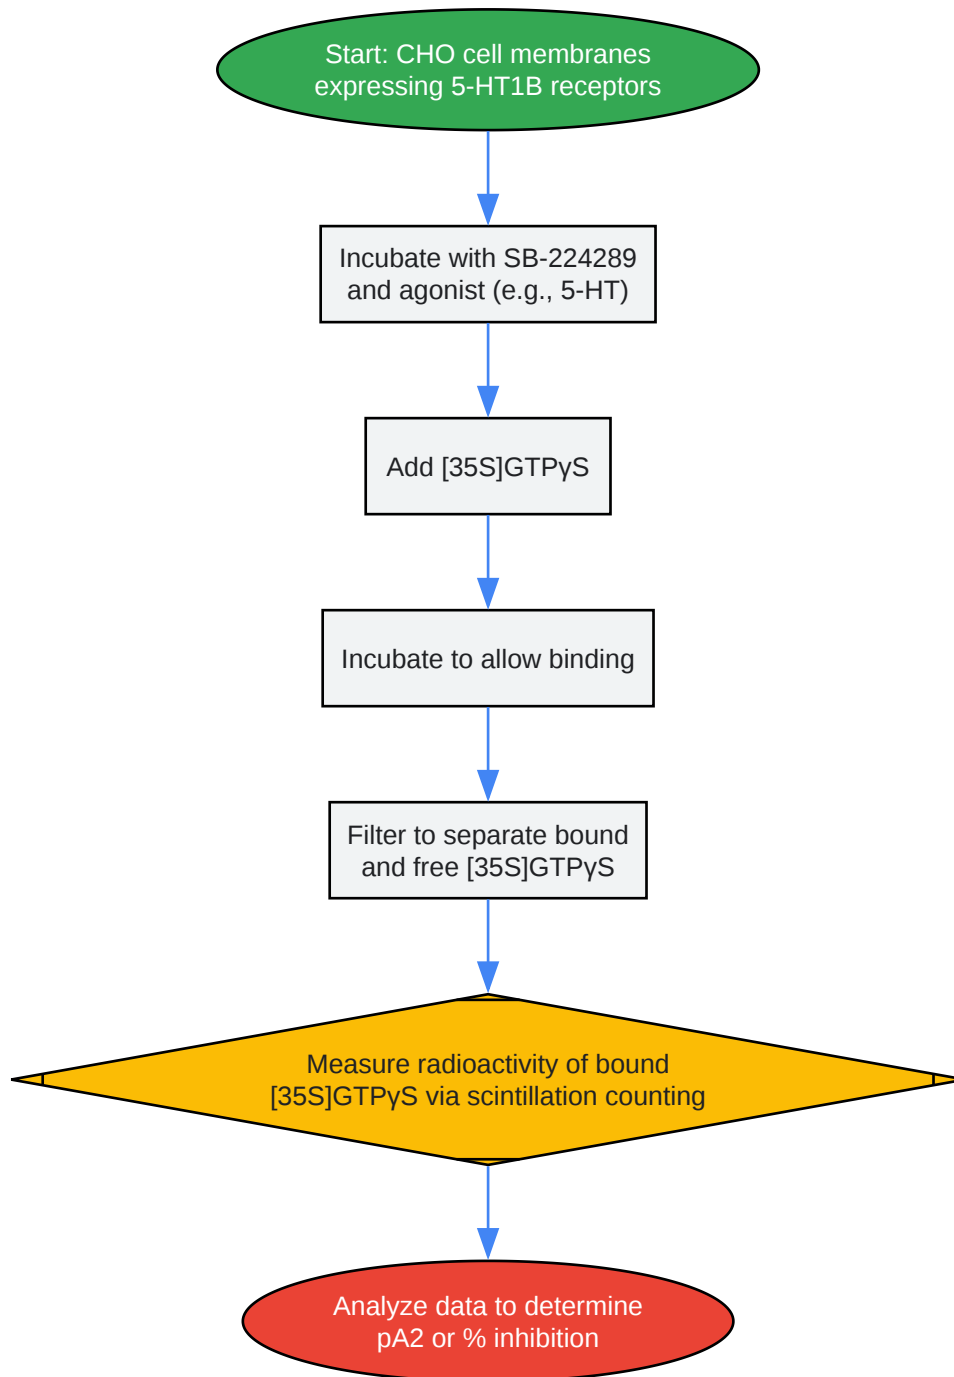 Start: CHO cell membranes
expressing 5-HT1B receptors
Incubate with SB-224289
and agonist (e.g., 5-HT)
Add [35S]GTPγS
Incubate to allow binding
Filter to separate bound
and free [35S]GTPγS
Measure radioactivity of bound
[35S]GTPγS via scintillation counting
Analyze data to determine
pA2 or % inhibition